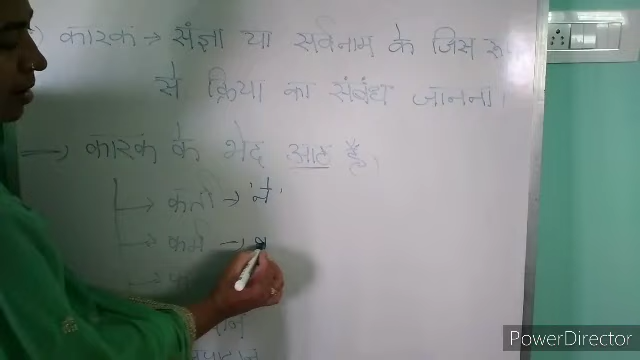 कारक → संज्ञा या सर्वनाम के जिस
से क्रिया का संबंध जानना।
→ कारक के भेद आठ है।
→ कर्ता → 'ने'
→ कर्म →
PowerDirector